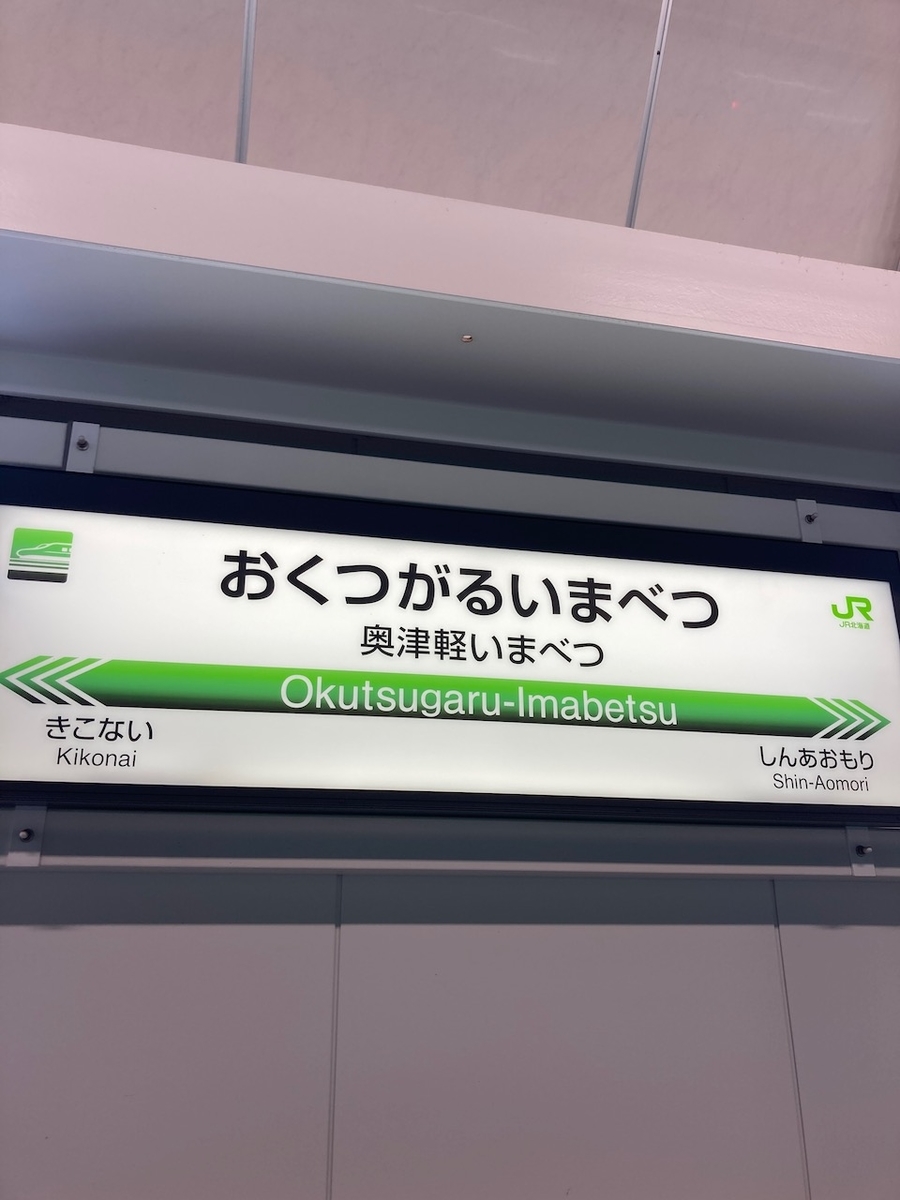 おくつがるいまべつ
JR
JR北海道
奥津軽いまべつ
Okutsugaru-Imabetsu
きこない
Kikonai
しんあおもり
Shin-Aomori